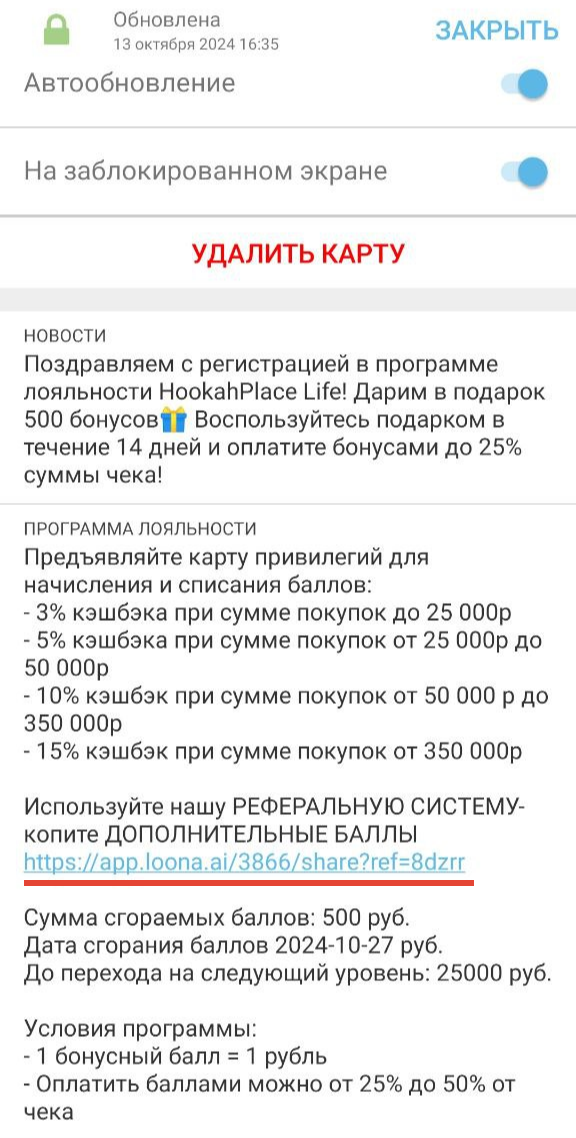 Обновлена
13 октября 2024 16:35
ЗАКРЫТЬ
Автообновление
На заблокированном экране
УДАЛИТЬ КАРТУ
НОВОСТИ
Поздравляем с регистрацией в программе
лояльности HookahPlace Life! Дарим в подарок
500 бонусов🎁 Воспользуйтесь подарком в
течение 14 дней и оплатите бонусами до 25%
суммы чека!
ПРОГРАММА ЛОЯЛЬНОСТИ
Предъявляйте карту привилегий для
начисления и списания баллов:
- 3% кэшбэка при сумме покупок до 25 000р
- 5% кэшбэка при сумме покупок от 25 000р до
50 000р
- 10% кэшбэк при сумме покупок от 50 000 р до
350 000р
- 15% кэшбэк при сумме покупок от 350 000р
Используйте нашу РЕФЕРАЛЬНУЮ СИСТЕМУ-
копите ДОПОЛНИТЕЛЬНЫЕ БАЛЛЫ
https://app.loona.ai/3866/share?ref=8dzrr
Сумма сгораемых баллов: 500 руб.
Дата сгорания баллов 2024-10-27 руб.
До перехода на следующий уровень: 25000 руб.
Условия программы:
- 1 бонусный балл = 1 рубль
- Оплатить баллами можно от 25% до 50% от
чека